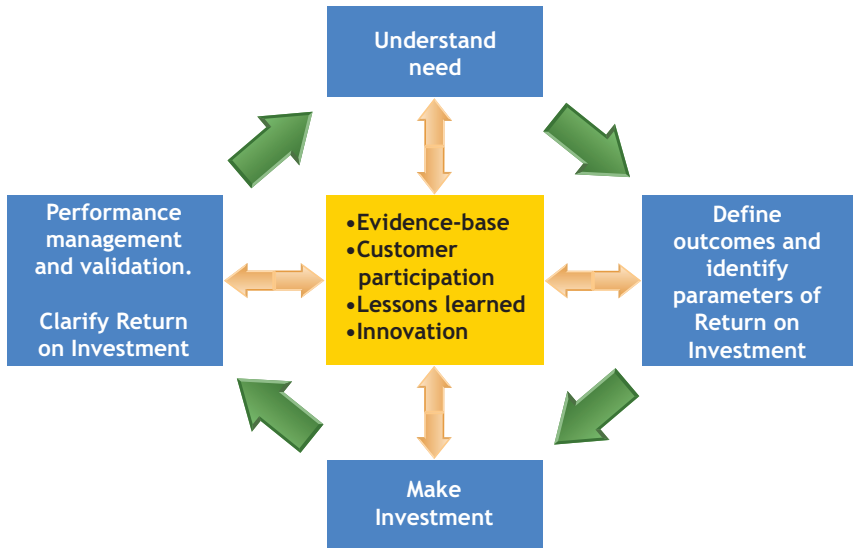 Understand
need
Performance
management
and validation.
Clarify Return
on Investment
•Evidence-base
•Customer
participation
•Lessons learned
•Innovation
Define
outcomes and
identify
parameters of
Return on
Investment
Make
Investment